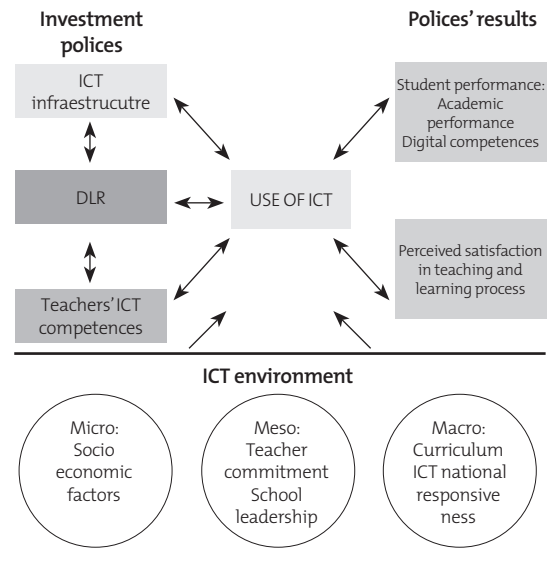 Investment
polices
Polices' results
ICT
infraestrucutre
Student performance:
Academic
performance
Digital competences
DLR
USE OF ICT
Perceived satisfaction
in teaching and
learning process
Teachers' ICT
competences
ICT environment
Micro:
Socio
economic
factors
Meso:
Teacher
commitment
School
leadership
Macro:
Curriculum
ICT national
responsive
ness